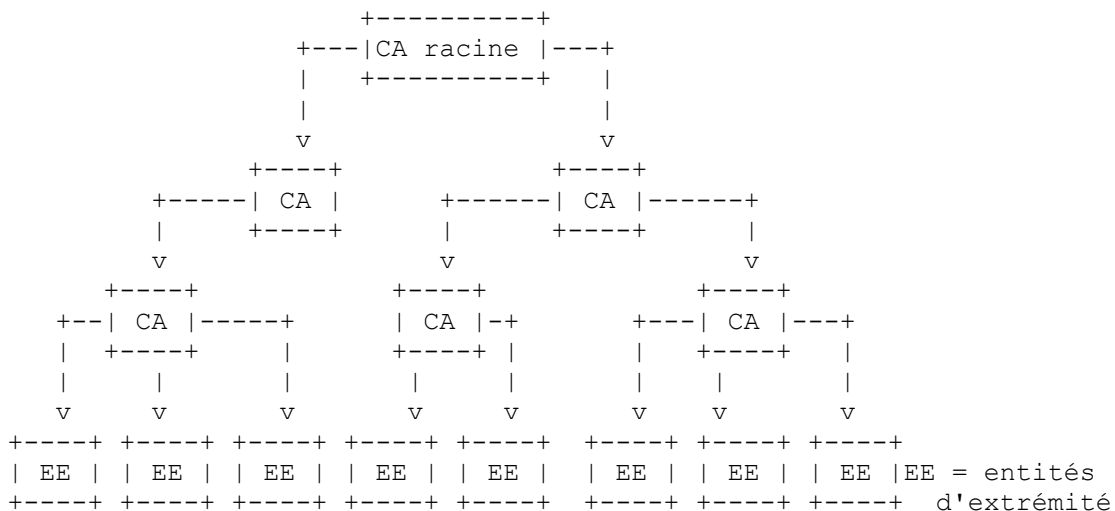 CA racine
CA CA
CA CA CA
EE EE EE EE EE EE EE EE EE = entités
d'extrémité